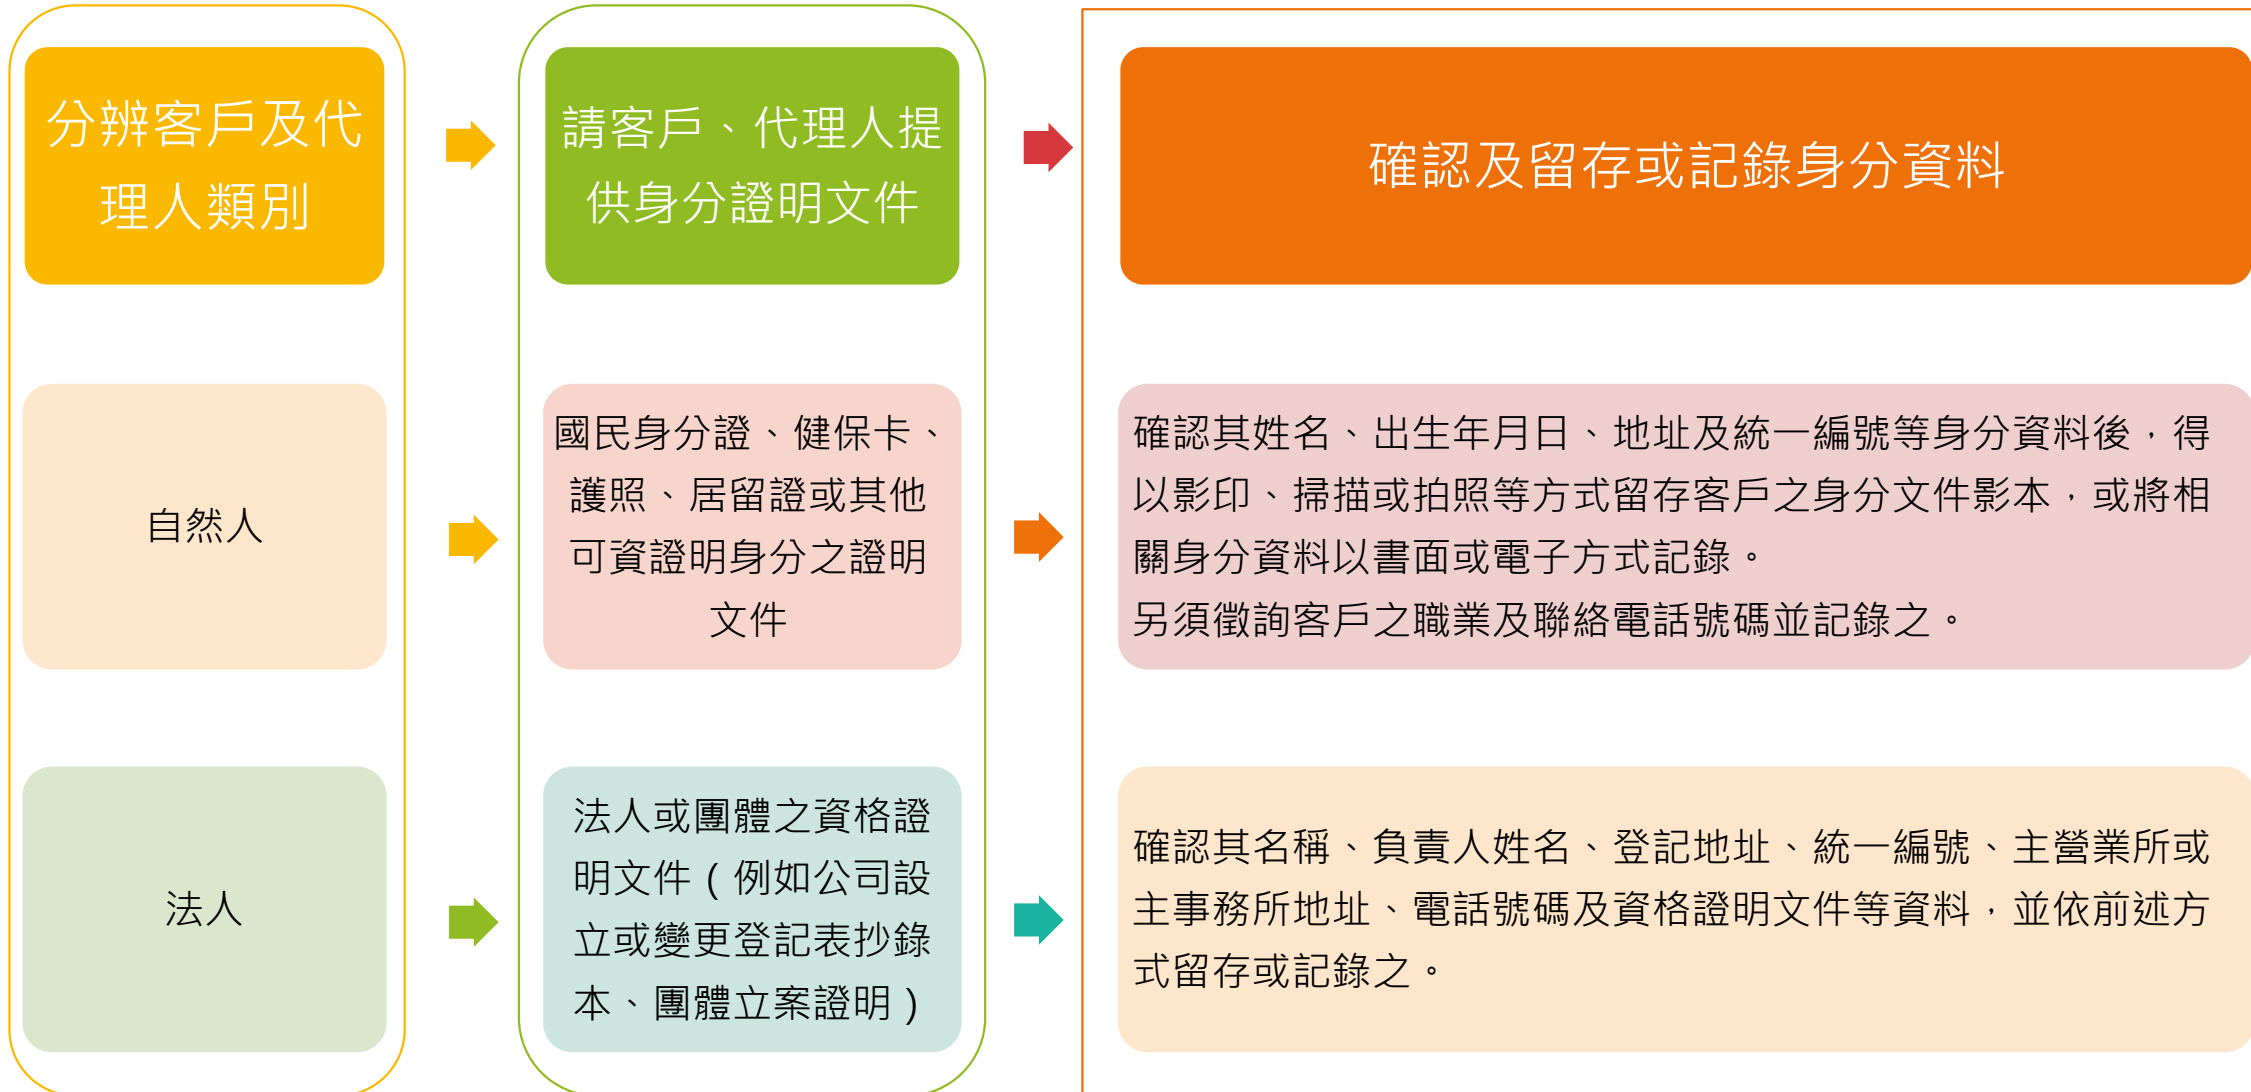 分辨客戶及代
理人類別
請客戶、代理人提
供身分證明文件
確認及留存或記錄身分資料
自然人
國民身分證、健保卡、
護照、居留證或其他
可資證明身分之證明
文件
確認其姓名、出生年月日、地址及統一編號等身分資料後，得
以影印、掃描或拍照等方式留存客戶之身分文件影本，或將相
關身分資料以書面或電子方式記錄。
另須徵詢客戶之職業及聯絡電話號碼並記錄之。
法人
法人或團體之資格證
明文件（例如公司設
立或變更登記表抄錄
本、團體立案證明）
確認其名稱、負責人姓名、登記地址、統一編號、主營業所或
主事務所地址、電話號碼及資格證明文件等資料，並依前述方
式留存或記錄之。